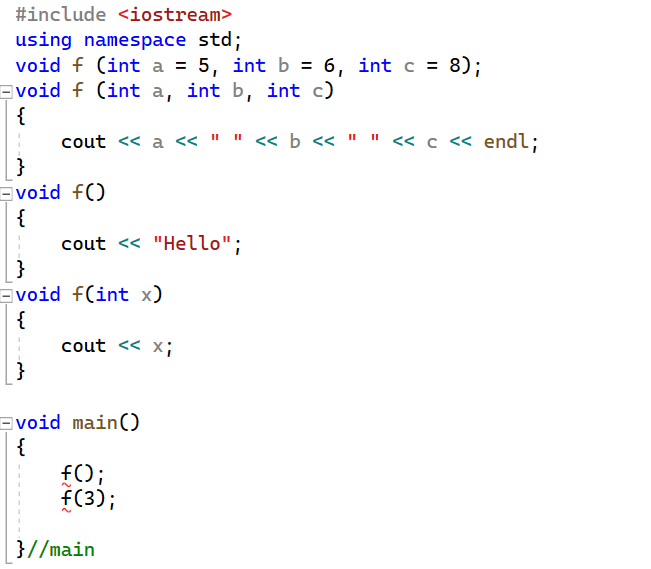 #include <iostream>
using namespace std;
void f (int a = 5, int b = 6, int c = 8);
void f (int a, int b, int c)
{
    cout << a << " " << b << " " << c << endl;
}
void f()
{
    cout << "Hello";
}
void f(int x)
{
    cout << x;
}

void main()
{
    f();
    f(3);

}//main